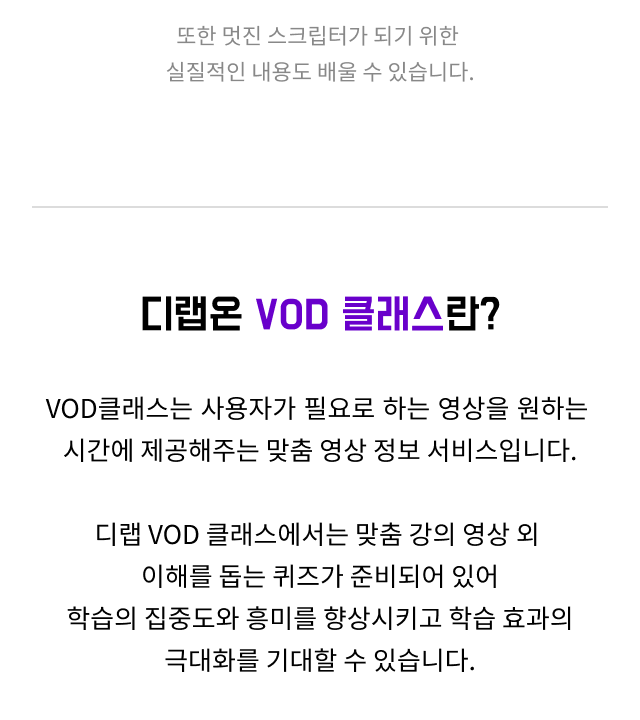 또한 멋진 스크립터가 되기 위한
실질적인 내용도 배울 수 있습니다.
디랩온 VOD 클래스란?
VOD클래스는 사용자가 필요로 하는 영상을 원하는
시간에 제공해주는 맞춤 영상 정보 서비스입니다.
디랩 VOD 클래스에서는 맞춤 강의 영상 외
이해를 돕는 퀴즈가 준비되어 있어
학습의 집중도와 흥미를 향상시키고 학습 효과의
극대화를 기대할 수 있습니다.